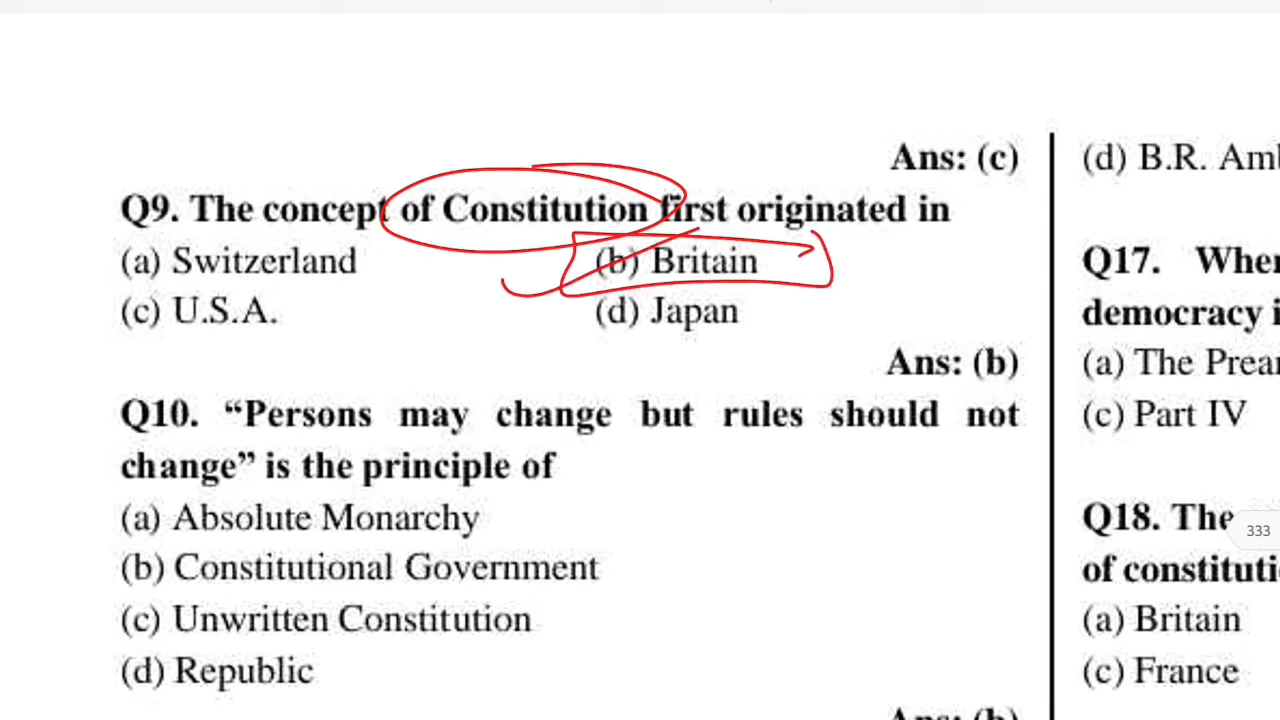 Ans: (c)
Q9. The concept of Constitution first originated in
(a) Switzerland (b) Britain
(c) U.S.A. (d) Japan
Ans: (b)
Q10. “Persons may change but rules should not
change” is the principle of
(a) Absolute Monarchy
(b) Constitutional Government
(c) Unwritten Constitution
(d) Republic
Ans: (b)
(d) B.R.
Q17.
democracy
(a) The
(c) Part IV
Q18. The
333
of
(a) Britain
(c) France